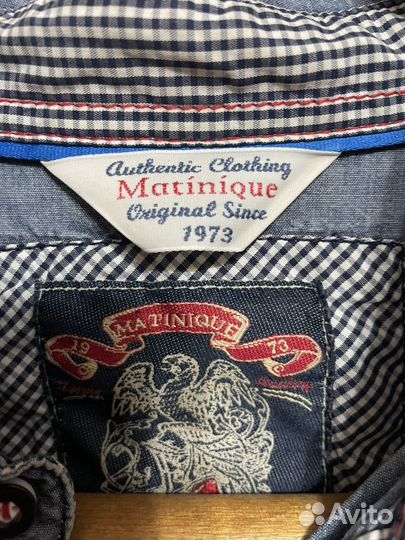 Authentic Clothing
Matinique
Original Since
1973
MATINIQUE
19 73
Avito